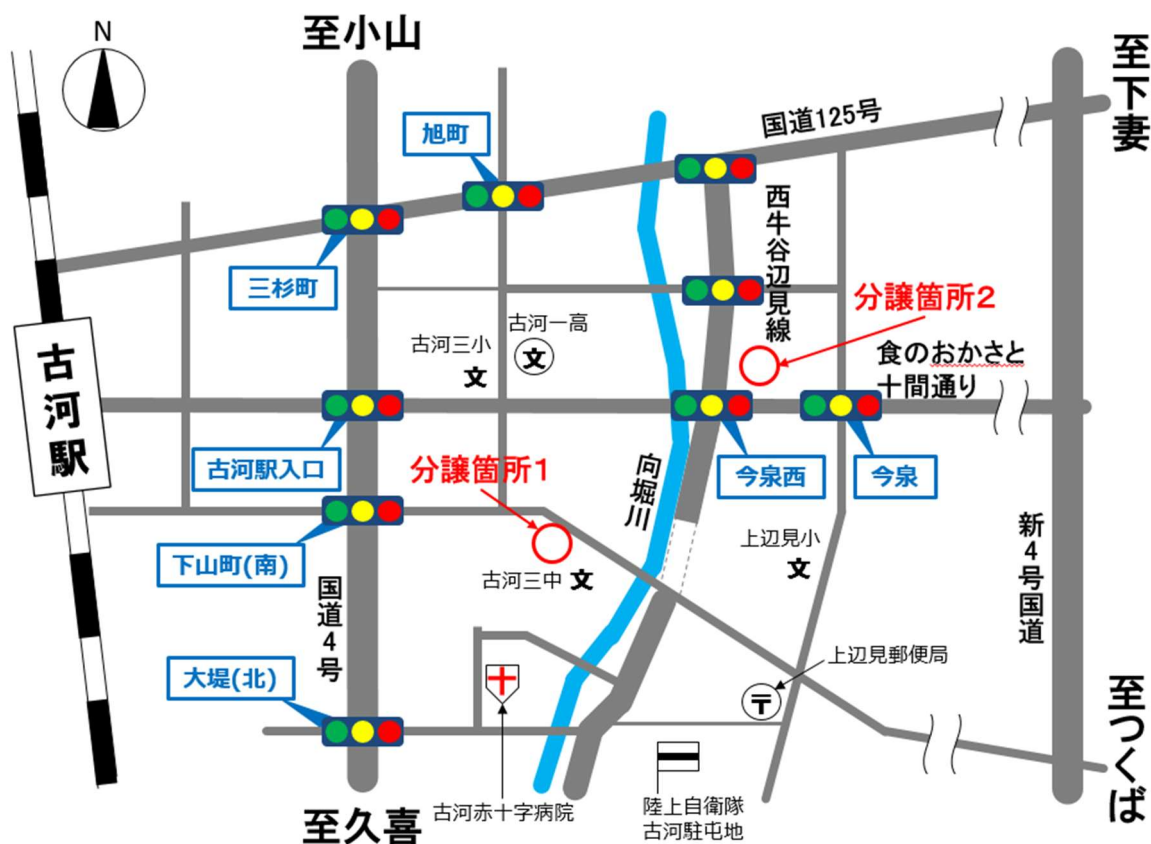 至小山
N
至下妻
国道125号
旭町
西牛谷辺見線
三杉町
分譲箇所2
古河一高
古河三小
文
文
食のおかさと
十間通り
古河駅
古河駅入口
分譲箇所1
向堀川
今泉西
今泉
新4号国道
下山町(南)
古河三中 文
上辺見小
文
国道4号
大堤(北)
上辺見郵便局
〒
至つくば
至久喜
古河赤十字病院
陸上自衛隊
古河駐屯地